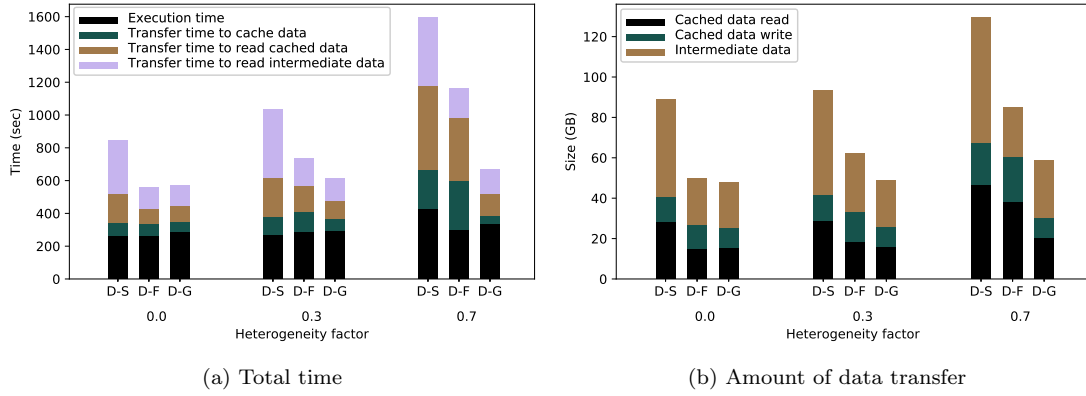 1600
1400
1200
1000
800
600
400
200
0
Time (sec)
Execution time
Transfer time to cache data
Transfer time to read cached data
Transfer time to read intermediate data
D-S D-F D-G D-S D-F D-G D-S D-F D-G
0.0 0.3 0.7
Heterogeneity factor
(a) Total time
120
100
80
60
40
20
0
Size (GB)
Cached data read
Cached data write
Intermediate data
D-S D-F D-G D-S D-F D-G D-S D-F D-G
0.0 0.3 0.7
Heterogeneity factor
(b) Amount of data transfer